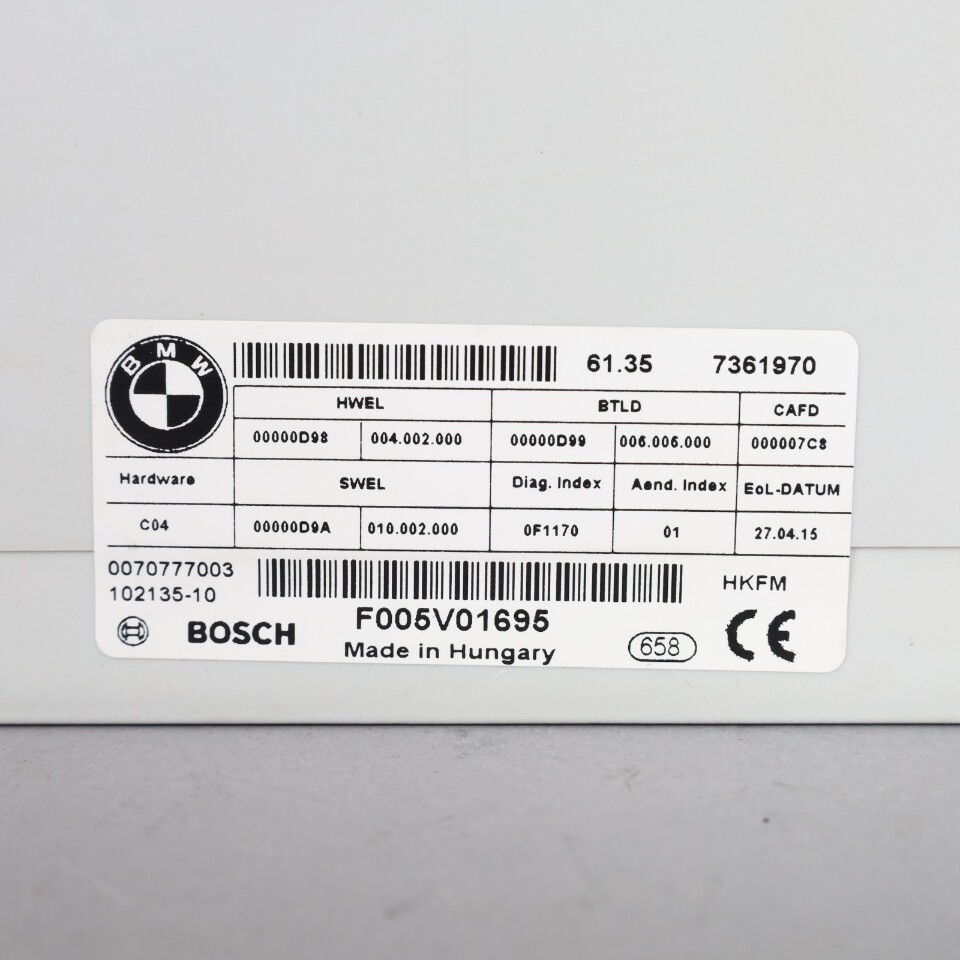 BMW
61.35 7361970
HWEL BTLD CAFD
00000D98 004.002.000 00000D99 006.006.000 000007C8
Hardware SWEL Diag. Index Aend. Index EoL-DATUM
C04 00000D9A 010.002.000 0F1170 01 27.04.15
0070777003 HKFM
102135-10
BOSCH F005V01695 CE
Made in Hungary 658